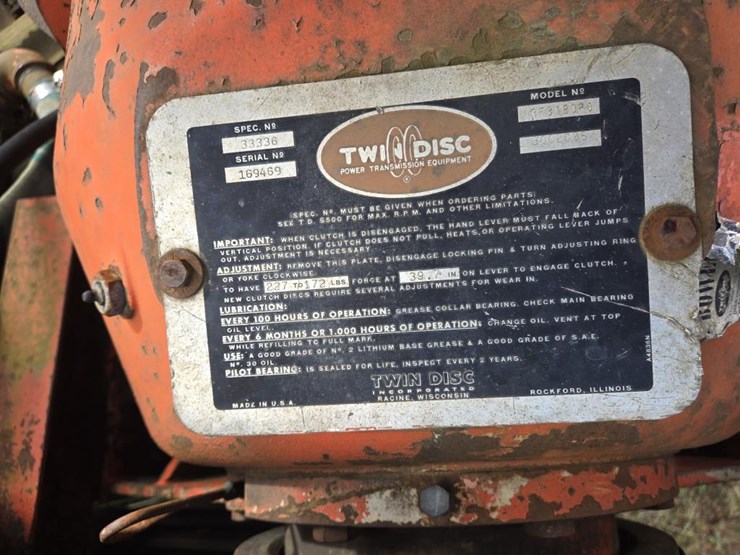 SPEC. Nº
33336
SERIAL Nº
169469
TWIN DISC
POWER TRANSMISSION EQUIPMENT
®
MODEL Nº
SPEC. Nº. MUST BE GIVEN WHEN ORDERING PARTS.
SEE T.D. S500 FOR MAX. R.P.M. AND OTHER LIMITATIONS.
IMPORTANT: WHEN CLUTCH IS DISENGAGED, THE HAND LEVER MUST FALL BACK OF
VERTICAL POSITION. IF CLUTCH DOES NOT PULL, HEATS, OR OPERATING LEVER JUMPS
OUT, ADJUSTMENT IS NECESSARY.
ADJUSTMENT: REMOVE THIS PLATE, DISENGAGE LOCKING PIN & TURN ADJUSTING RING
OR YOKE CLOCKWISE
TO HAVE 227 TO 172 LBS. FORCE AT IN. ON LEVER TO ENGAGE CLUTCH.
NEW CLUTCH DISCS REQUIRE SEVERAL ADJUSTMENTS FOR WEAR IN.
LUBRICATION:
EVERY 100 HOURS OF OPERATION: GREASE COLLAR BEARING. CHECK MAIN BEARING
OIL LEVEL.
EVERY 6 MONTHS OR 1,000 HOURS OF OPERATION: CHANGE OIL. VENT AT TOP
WHILE REFILLING TO FULL MARK.
USE: A GOOD GRADE OF Nº. 2 LITHIUM BASE GREASE & A GOOD GRADE OF S.A.E.
Nº. 30 OIL.
PILOT BEARING: IS SEALED FOR LIFE, INSPECT EVERY 2 YEARS.
TWIN DISC
INCORPORATED
MADE IN U.S.A. RACINE, WISCONSIN ROCKFORD, ILLINOIS